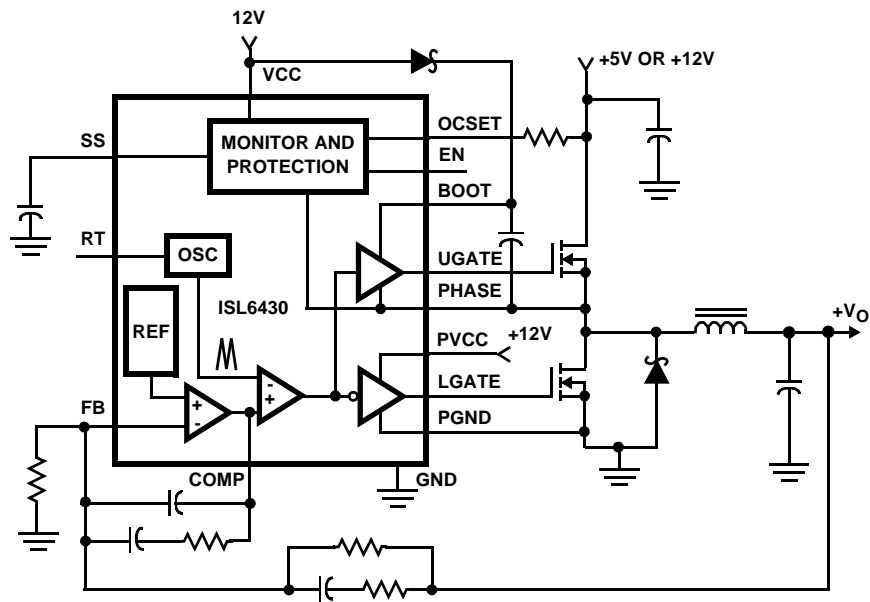 12V
+5V OR +12V
VCC
OCSET
SS
MONITOR AND
PROTECTION
EN
BOOT
RT
OSC
UGATE
ISL6430
PHASE
+VO
REF
+12V
PVCC
-
+
LGATE
FB
+
-
PGND
COMP
GND